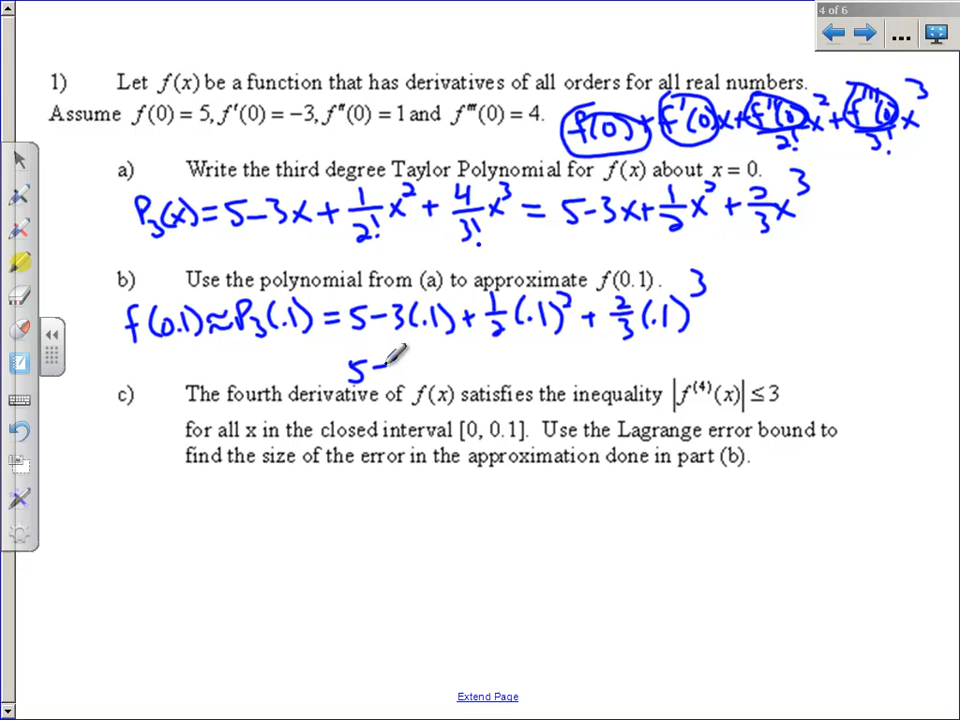 4 of 6
1) Let f(x) be a function that has derivatives of all orders for all real numbers.
Assume f(0) = 5, f'(0) = −3, f"(0) = 1 and f'''(0) = 4.
f(0) + f'(0)x + f''(0)/2! x² + f'''(0)/3! x³
a) Write the third degree Taylor Polynomial for f(x) about x = 0.
P₃(x) = 5 − 3x + 1/2! x² + 4/3! x³ = 5 − 3x + 1/2 x² + 2/3 x³
b) Use the polynomial from (a) to approximate f(0.1).
f(0.1) ≈ P₃(.1) = 5 − 3(.1) + 1/2 (.1)² + 2/3 (.1)³
5 −
c) The fourth derivative of f(x) satisfies the inequality |f⁽⁴⁾(x)| ≤ 3
for all x in the closed interval [0, 0.1]. Use the Lagrange error bound to
find the size of the error in the approximation done in part (b).
Extend Page